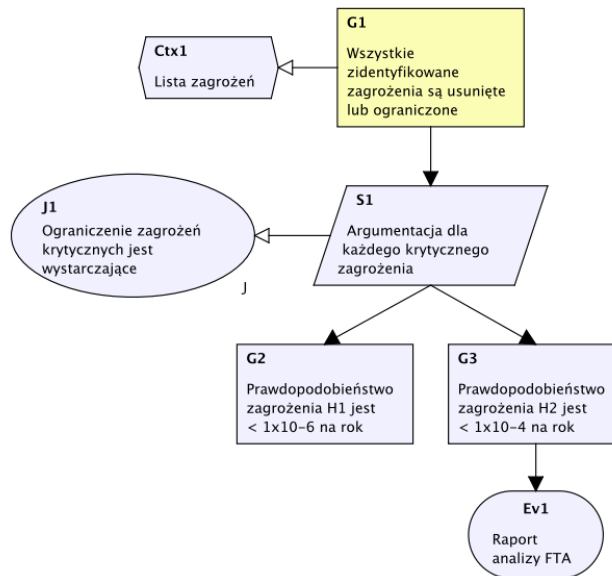 G1
Wszystkie
zidentyfikowane
zagrożenia są usunięte
lub ograniczone
Ctx1
Lista zagrożeń
J1
Ograniczenie zagrożeń
krytycznych jest
wystarczające
J
S1
Argumentacja dla
każdego krytycznego
zagrożenia
G2
Prawdopodobieństwo
zagrożenia H1 jest
< 1x10-6 na rok
G3
Prawdopodobieństwo
zagrożenia H2 jest
< 1x10-4 na rok
Ev1
Raport
analizy FTA